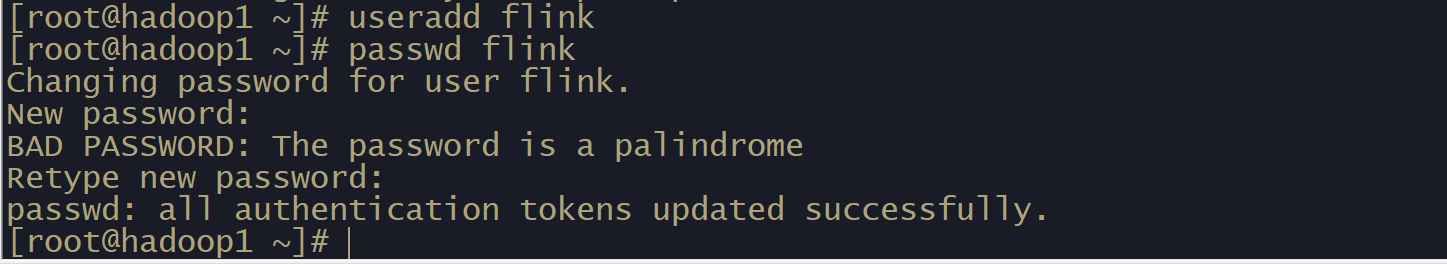 [root@hadoop1 ~]# useradd flink
[root@hadoop1 ~]# passwd flink
Changing password for user flink.
New password:
BAD PASSWORD: The password is a palindrome
Retype new password:
passwd: all authentication tokens updated successfully.
[root@hadoop1 ~]#